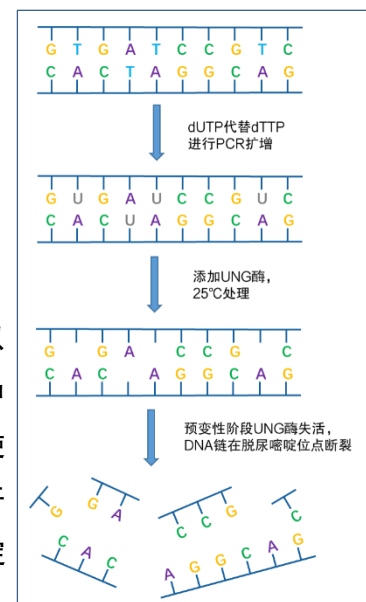 G T G A T C C G T C
C A C T A G G C A G
dUTP代替dTTP
进行PCR扩增
G U G A U C C G U C
C A C U A G G C A G
添加UNG酶，
25℃处理
G G A C C G C
C A C A G G C A G
预变性阶段UNG酶失活，
DNA链在脱尿嘧啶位点断裂
G G A C C G C
C A C A G G C A G